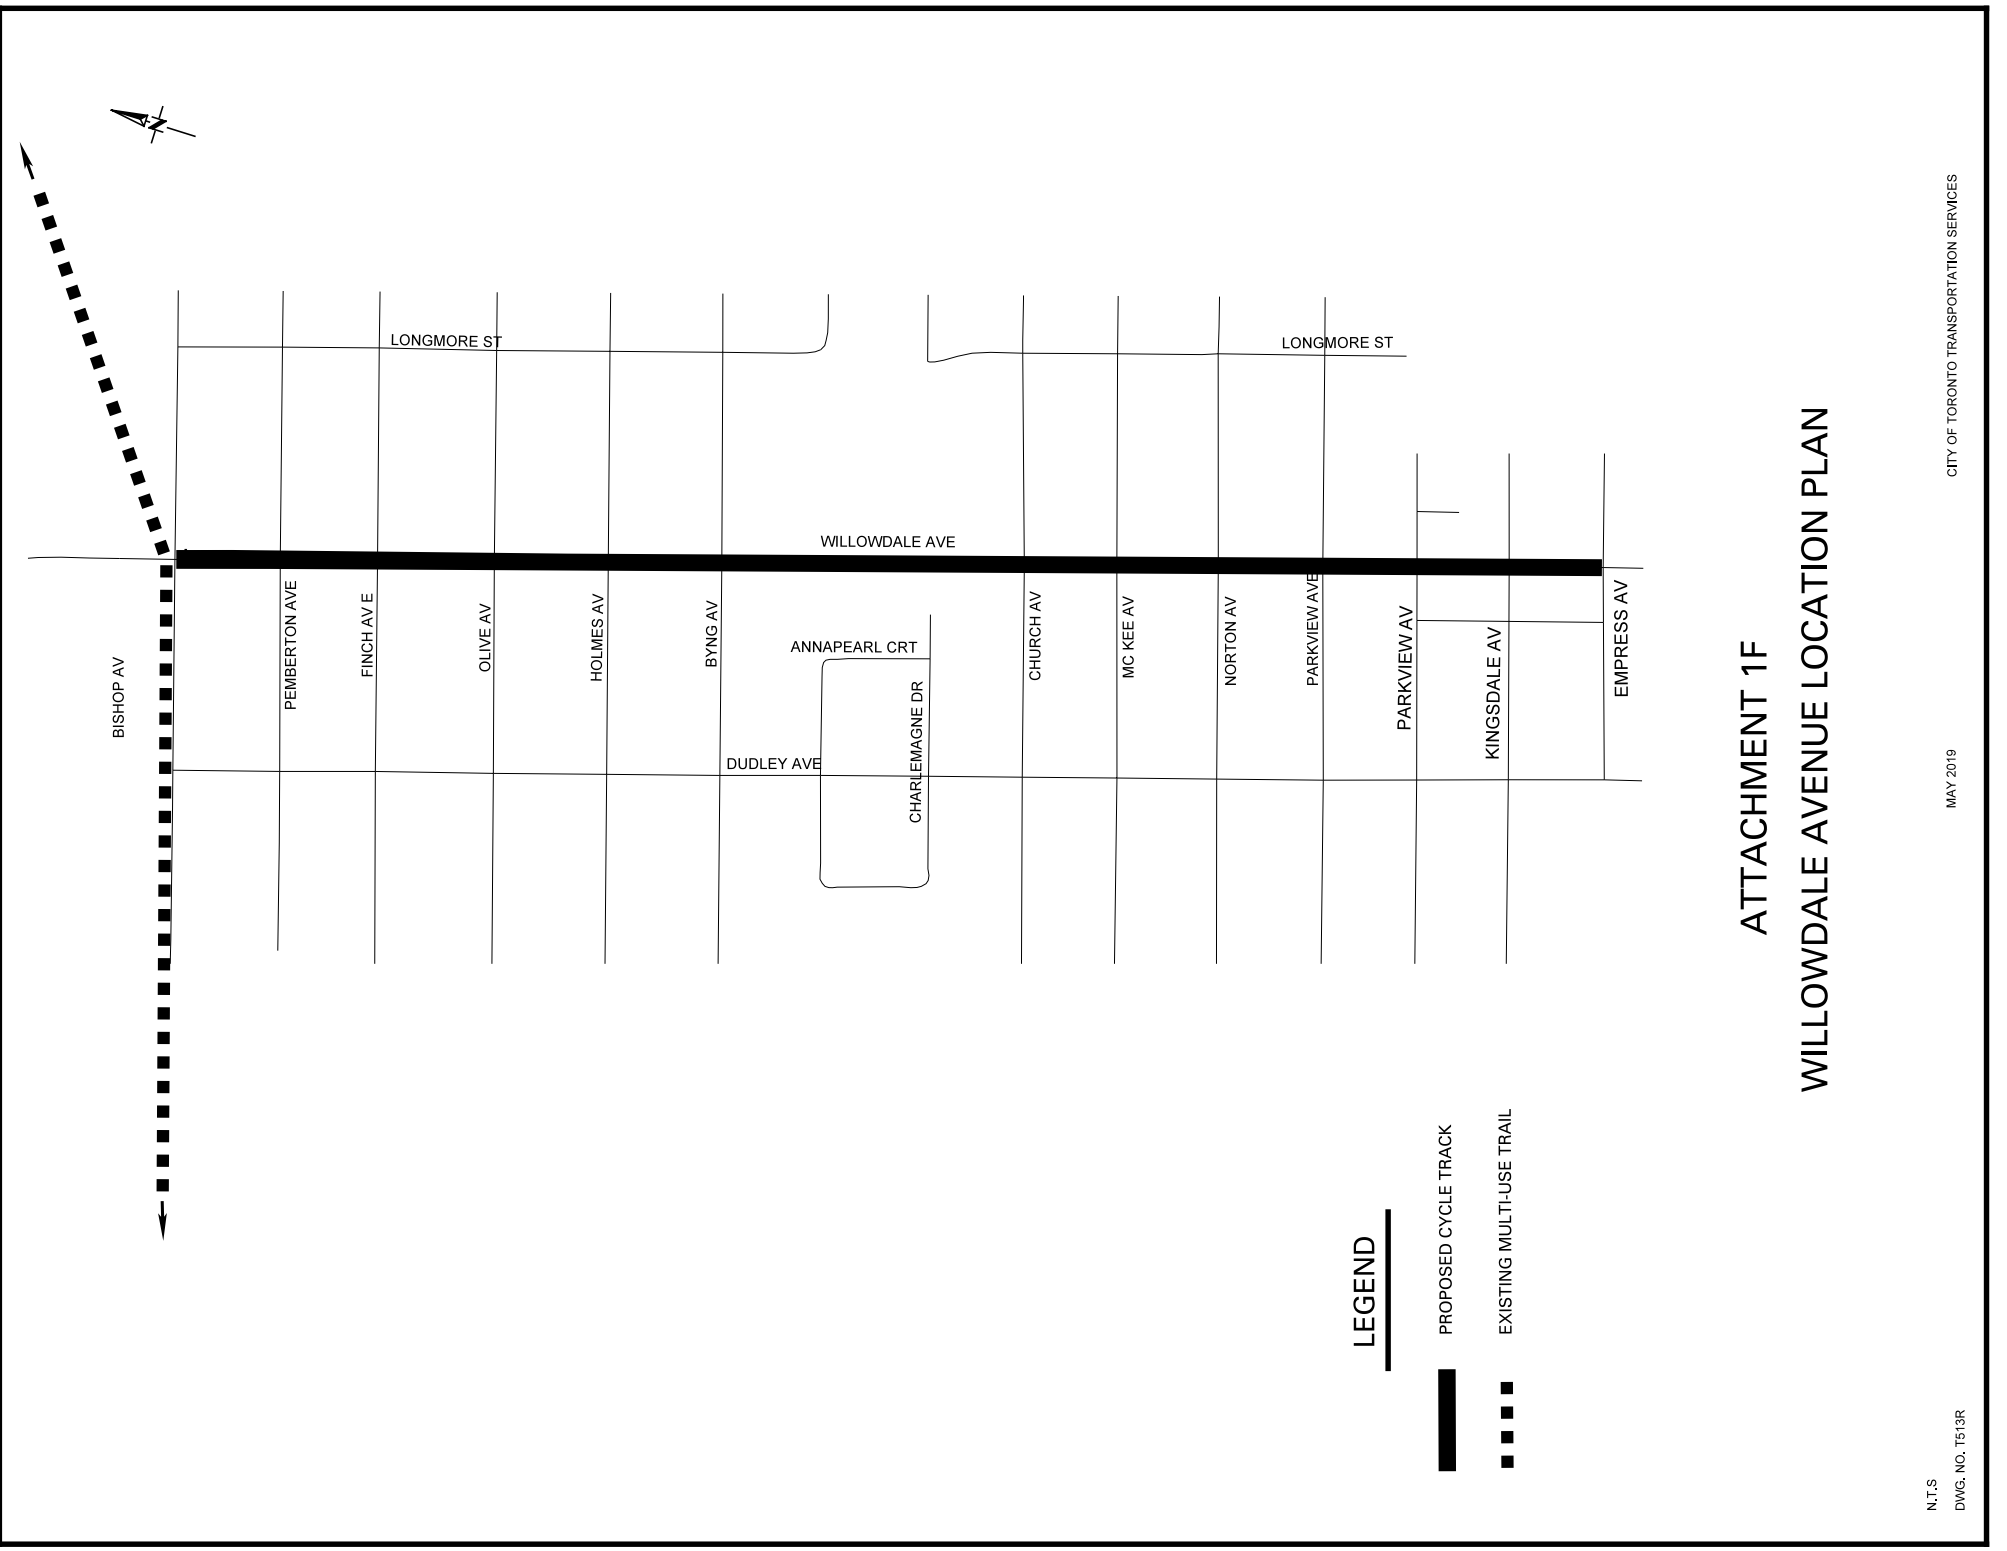 N
LONGMORE ST
LONGMORE ST
WILLOWDALE AVE
BISHOP AV
PEMBERTON AVE
FINCH AV E
OLIVE AV
HOLMES AV
BYNG AV
ANNAPEARL CRT
CHARLEMAGNE DR
DUDLEY AVE
CHURCH AV
MC KEE AV
NORTON AV
PARKVIEW AVE
PARKVIEW AV
KINGSDALE AV
EMPRESS AV
LEGEND
PROPOSED CYCLE TRACK
EXISTING MULTI-USE TRAIL
ATTACHMENT 1F
WILLOWDALE AVENUE LOCATION PLAN
N.T.S
DWG. NO. T513R
MAY 2019
CITY OF TORONTO TRANSPORTATION SERVICES